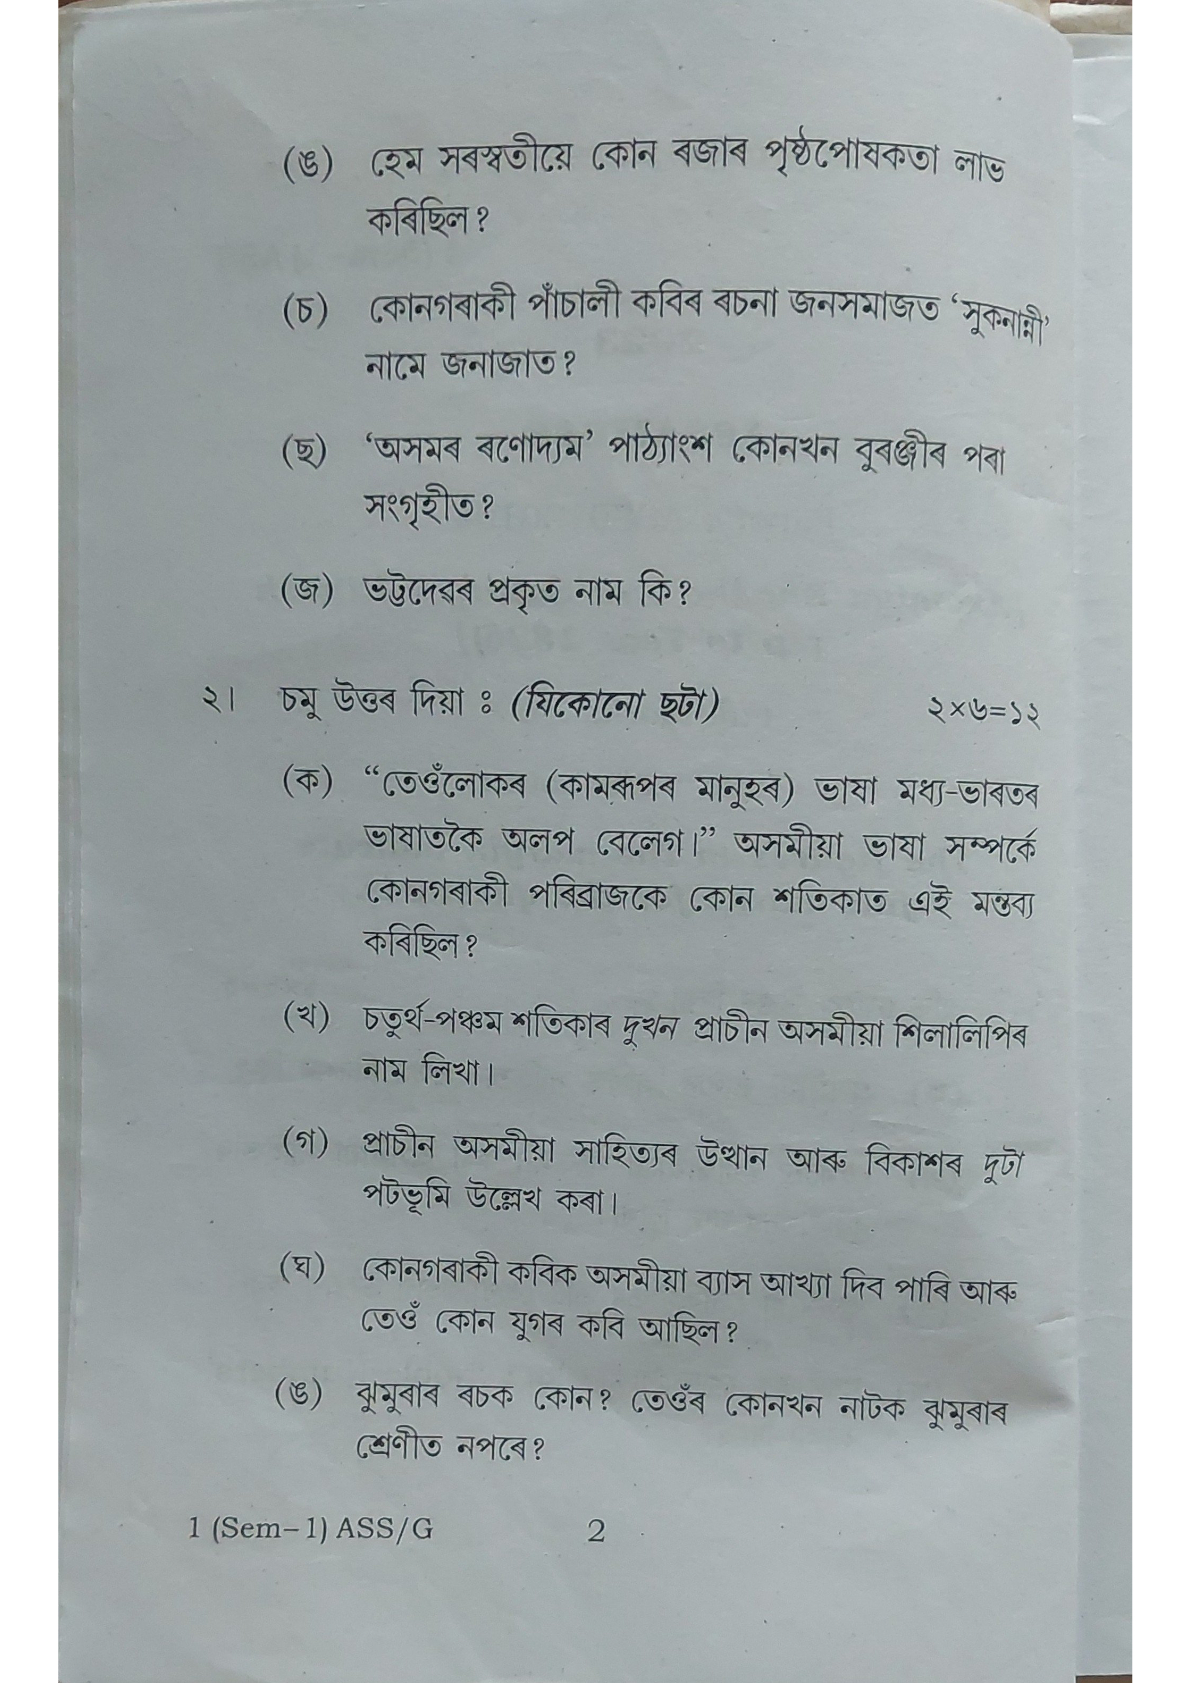 (ঙ) হেম সৰস্বতীয়ে কোন ৰজাৰ পৃষ্ঠপোষকতা লাভ
কৰিছিল?
(চ) কোনগৰাকী পাঁচালী কবিৰ ৰচনা জনসমাজত ‘সুকনান্নী’
নামে জনাজাত?
(ছ) ‘অসমৰ ৰণোদ্যম’ পাঠ্যাংশ কোনখন বুৰঞ্জীৰ পৰা
সংগৃহীত?
(জ) ভট্টদেৱৰ প্ৰকৃত নাম কি?
২। চমু উত্তৰ দিয়া ঃ (যিকোনো ছটা) ২×৬=১২
(ক) “তেওঁলোকৰ (কামৰূপৰ মানুহৰ) ভাষা মধ্য-ভাৰতৰ
ভাষাতকৈ অলপ বেলেগ।” অসমীয়া ভাষা সম্পৰ্কে
কোনগৰাকী পৰিব্ৰাজকে কোন শতিকাত এই মন্তব্য
কৰিছিল?
(খ) চতুৰ্থ-পঞ্চম শতিকাৰ দুখন প্ৰাচীন অসমীয়া শিলালিপিৰ
নাম লিখা।
(গ) প্ৰাচীন অসমীয়া সাহিত্যৰ উত্থান আৰু বিকাশৰ দুটা
পটভূমি উল্লেখ কৰা।
(ঘ) কোনগৰাকী কবিক অসমীয়া ব্যাস আখ্যা দিব পাৰি আৰু
তেওঁ কোন যুগৰ কবি আছিল?
(ঙ) ঝুমুৰাৰ ৰচক কোন? তেওঁৰ কোনখন নাটক ঝুমুৰাৰ
শ্ৰেণীত নপৰে?
1 (Sem–1) ASS/G 2